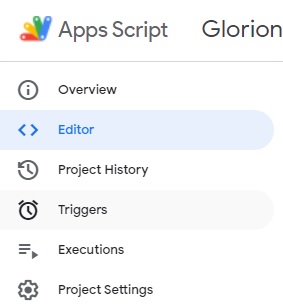 Apps Script Glorion
Overview
Editor
Project History
Triggers
Executions
Project Settings